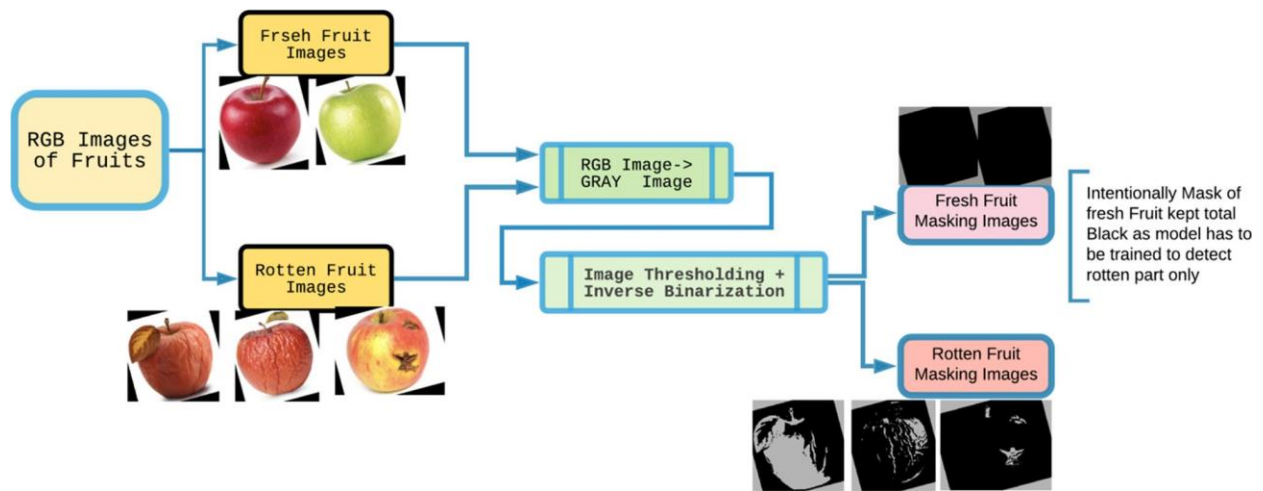 Frseh Fruit
Images
RGB Images
of Fruits
RGB Image->
GRAY Image
Rotten Fruit
Images
Image Thresholding +
Inverse Binarization
Fresh Fruit
Masking Images
Intentionally Mask of
fresh Fruit kept total
Black as model has to
be trained to detect
rotten part only
Rotten Fruit
Masking Images